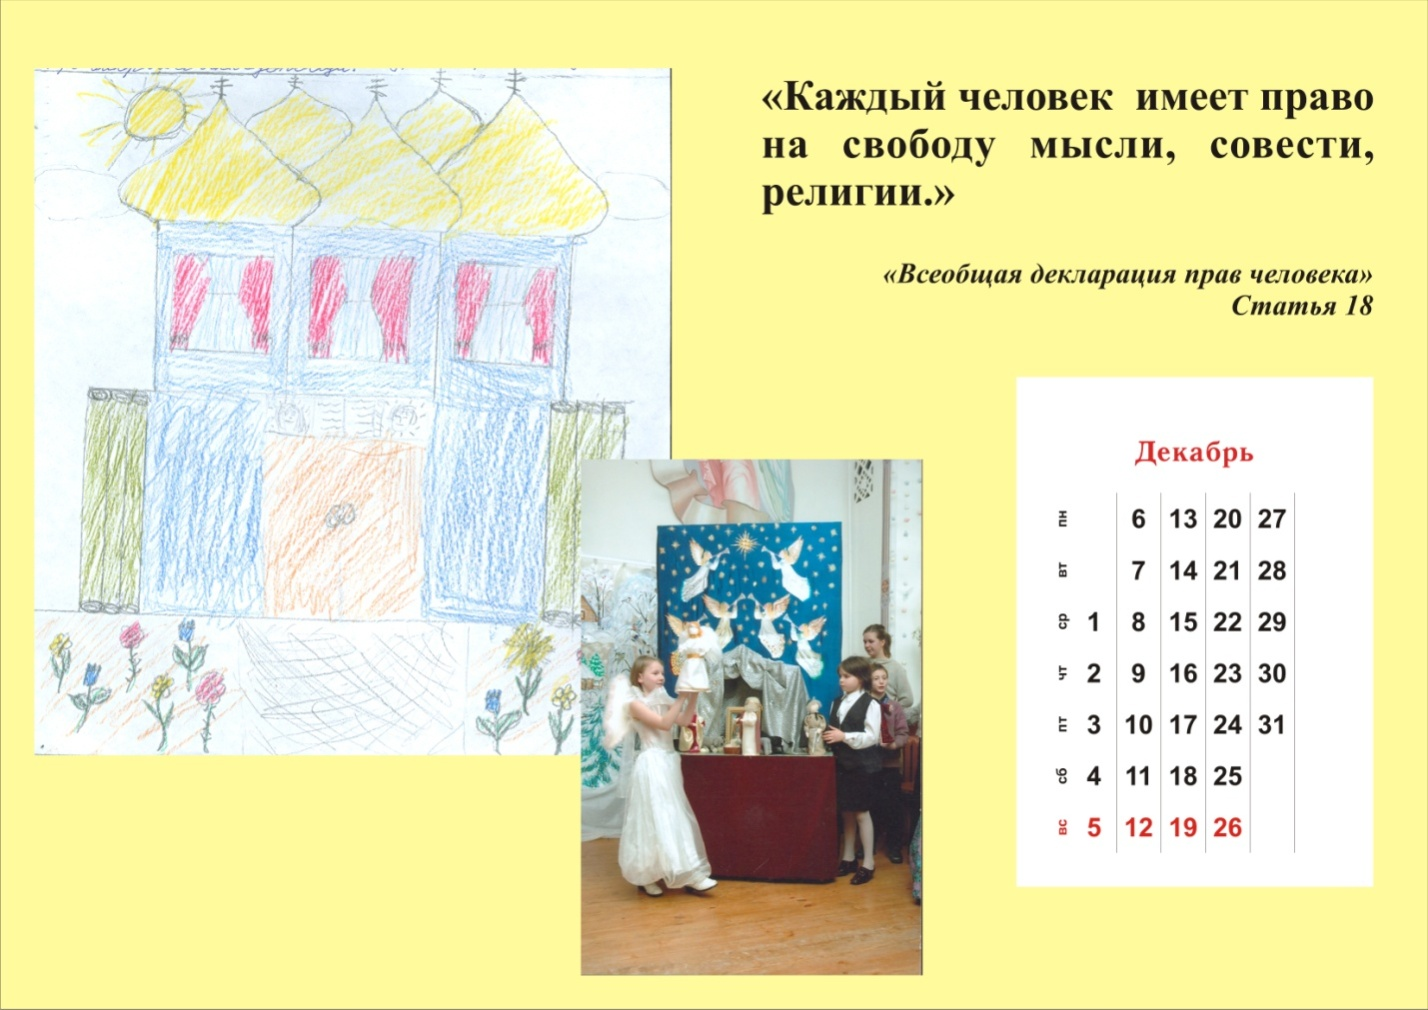 «Каждый человек имеет право
на свободу мысли, совести,
религии.»
«Всеобщая декларация прав человека»
Статья 18
Декабрь
пн 6 13 20 27
вт 7 14 21 28
ср 1 8 15 22 29
чт 2 9 16 23 30
пт 3 10 17 24 31
сб 4 11 18 25
вс 5 12 19 26